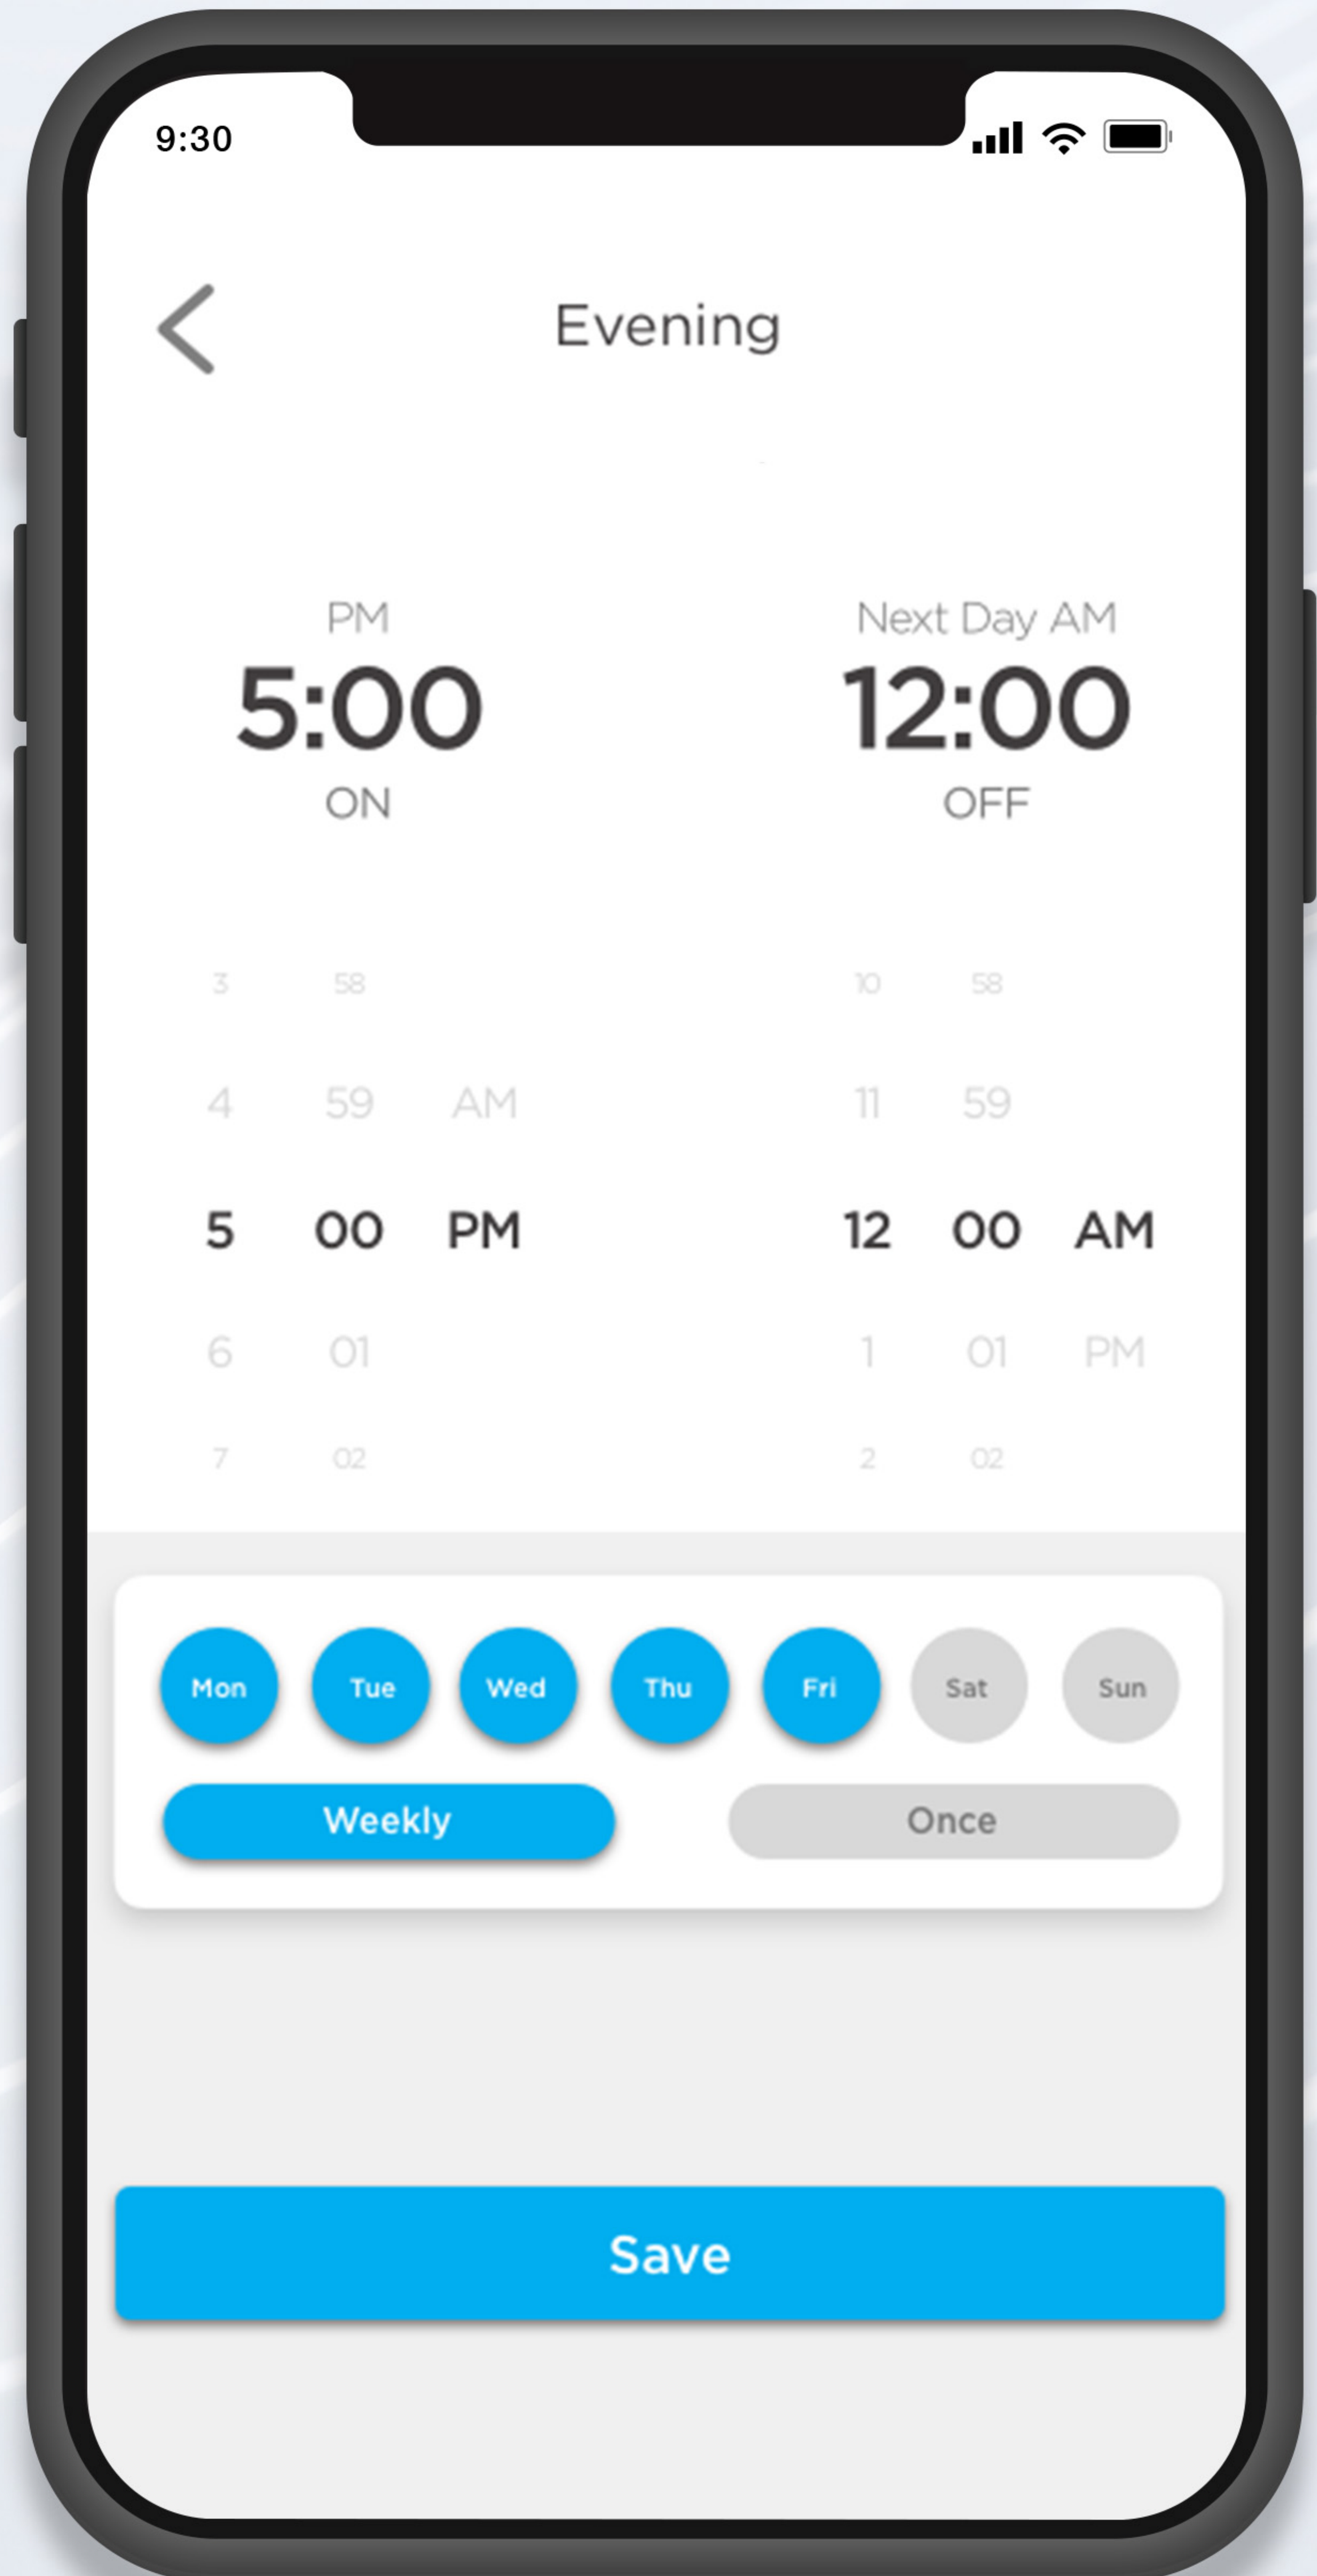 9:30
Evening
PM Next Day AM
5:00 12:00
ON OFF
3 58 10 58
4 59 AM 11 59
5 00 PM 12 00 AM
6 01 1 01 PM
7 02 2 02
Mon Tue Wed Thu Fri Sat Sun
Weekly Once
Save